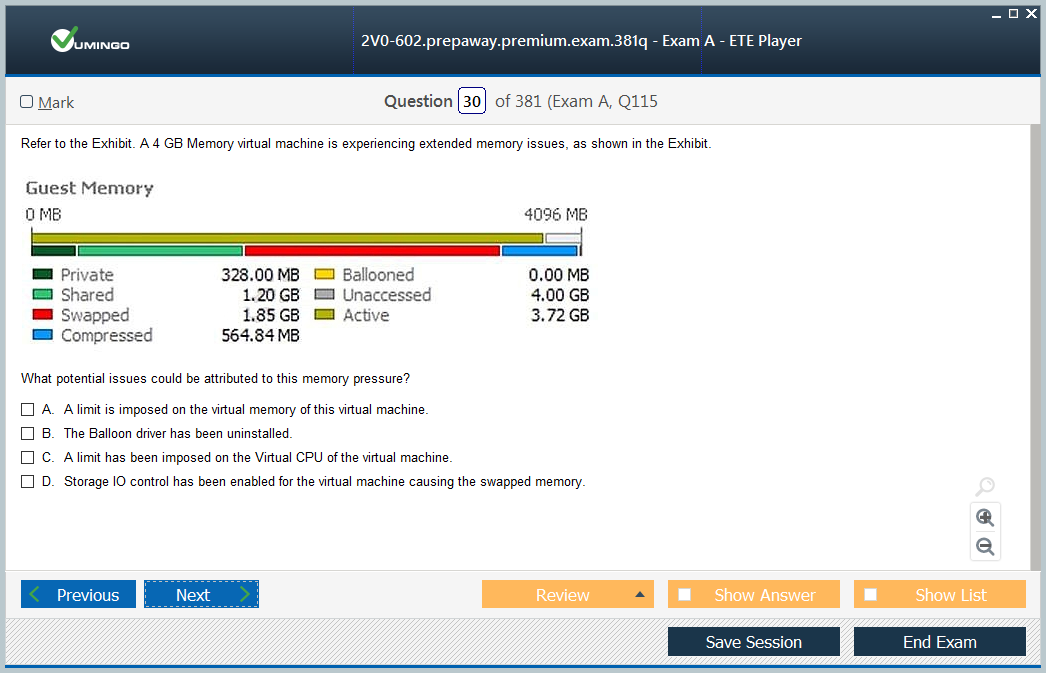 VUMINGO
2V0-602.prepaway.premium.exam.381q - Exam A - ETE Player
Mark
Question 30 of 381 (Exam A, Q115
Refer to the Exhibit. A 4 GB Memory virtual machine is experiencing extended memory issues, as shown in the Exhibit.
Guest Memory
0 MB 4096 MB
Private 328.00 MB Ballooned 0.00 MB
Shared 1.20 GB Unaccessed 4.00 GB
Swapped 1.85 GB Active 3.72 GB
Compressed 564.84 MB
What potential issues could be attributed to this memory pressure?
A. A limit is imposed on the virtual memory of this virtual machine.
B. The Balloon driver has been uninstalled.
C. A limit has been imposed on the Virtual CPU of the virtual machine.
D. Storage IO control has been enabled for the virtual machine causing the swapped memory.
Previous Next Review Show Answer Show List
Save Session End Exam